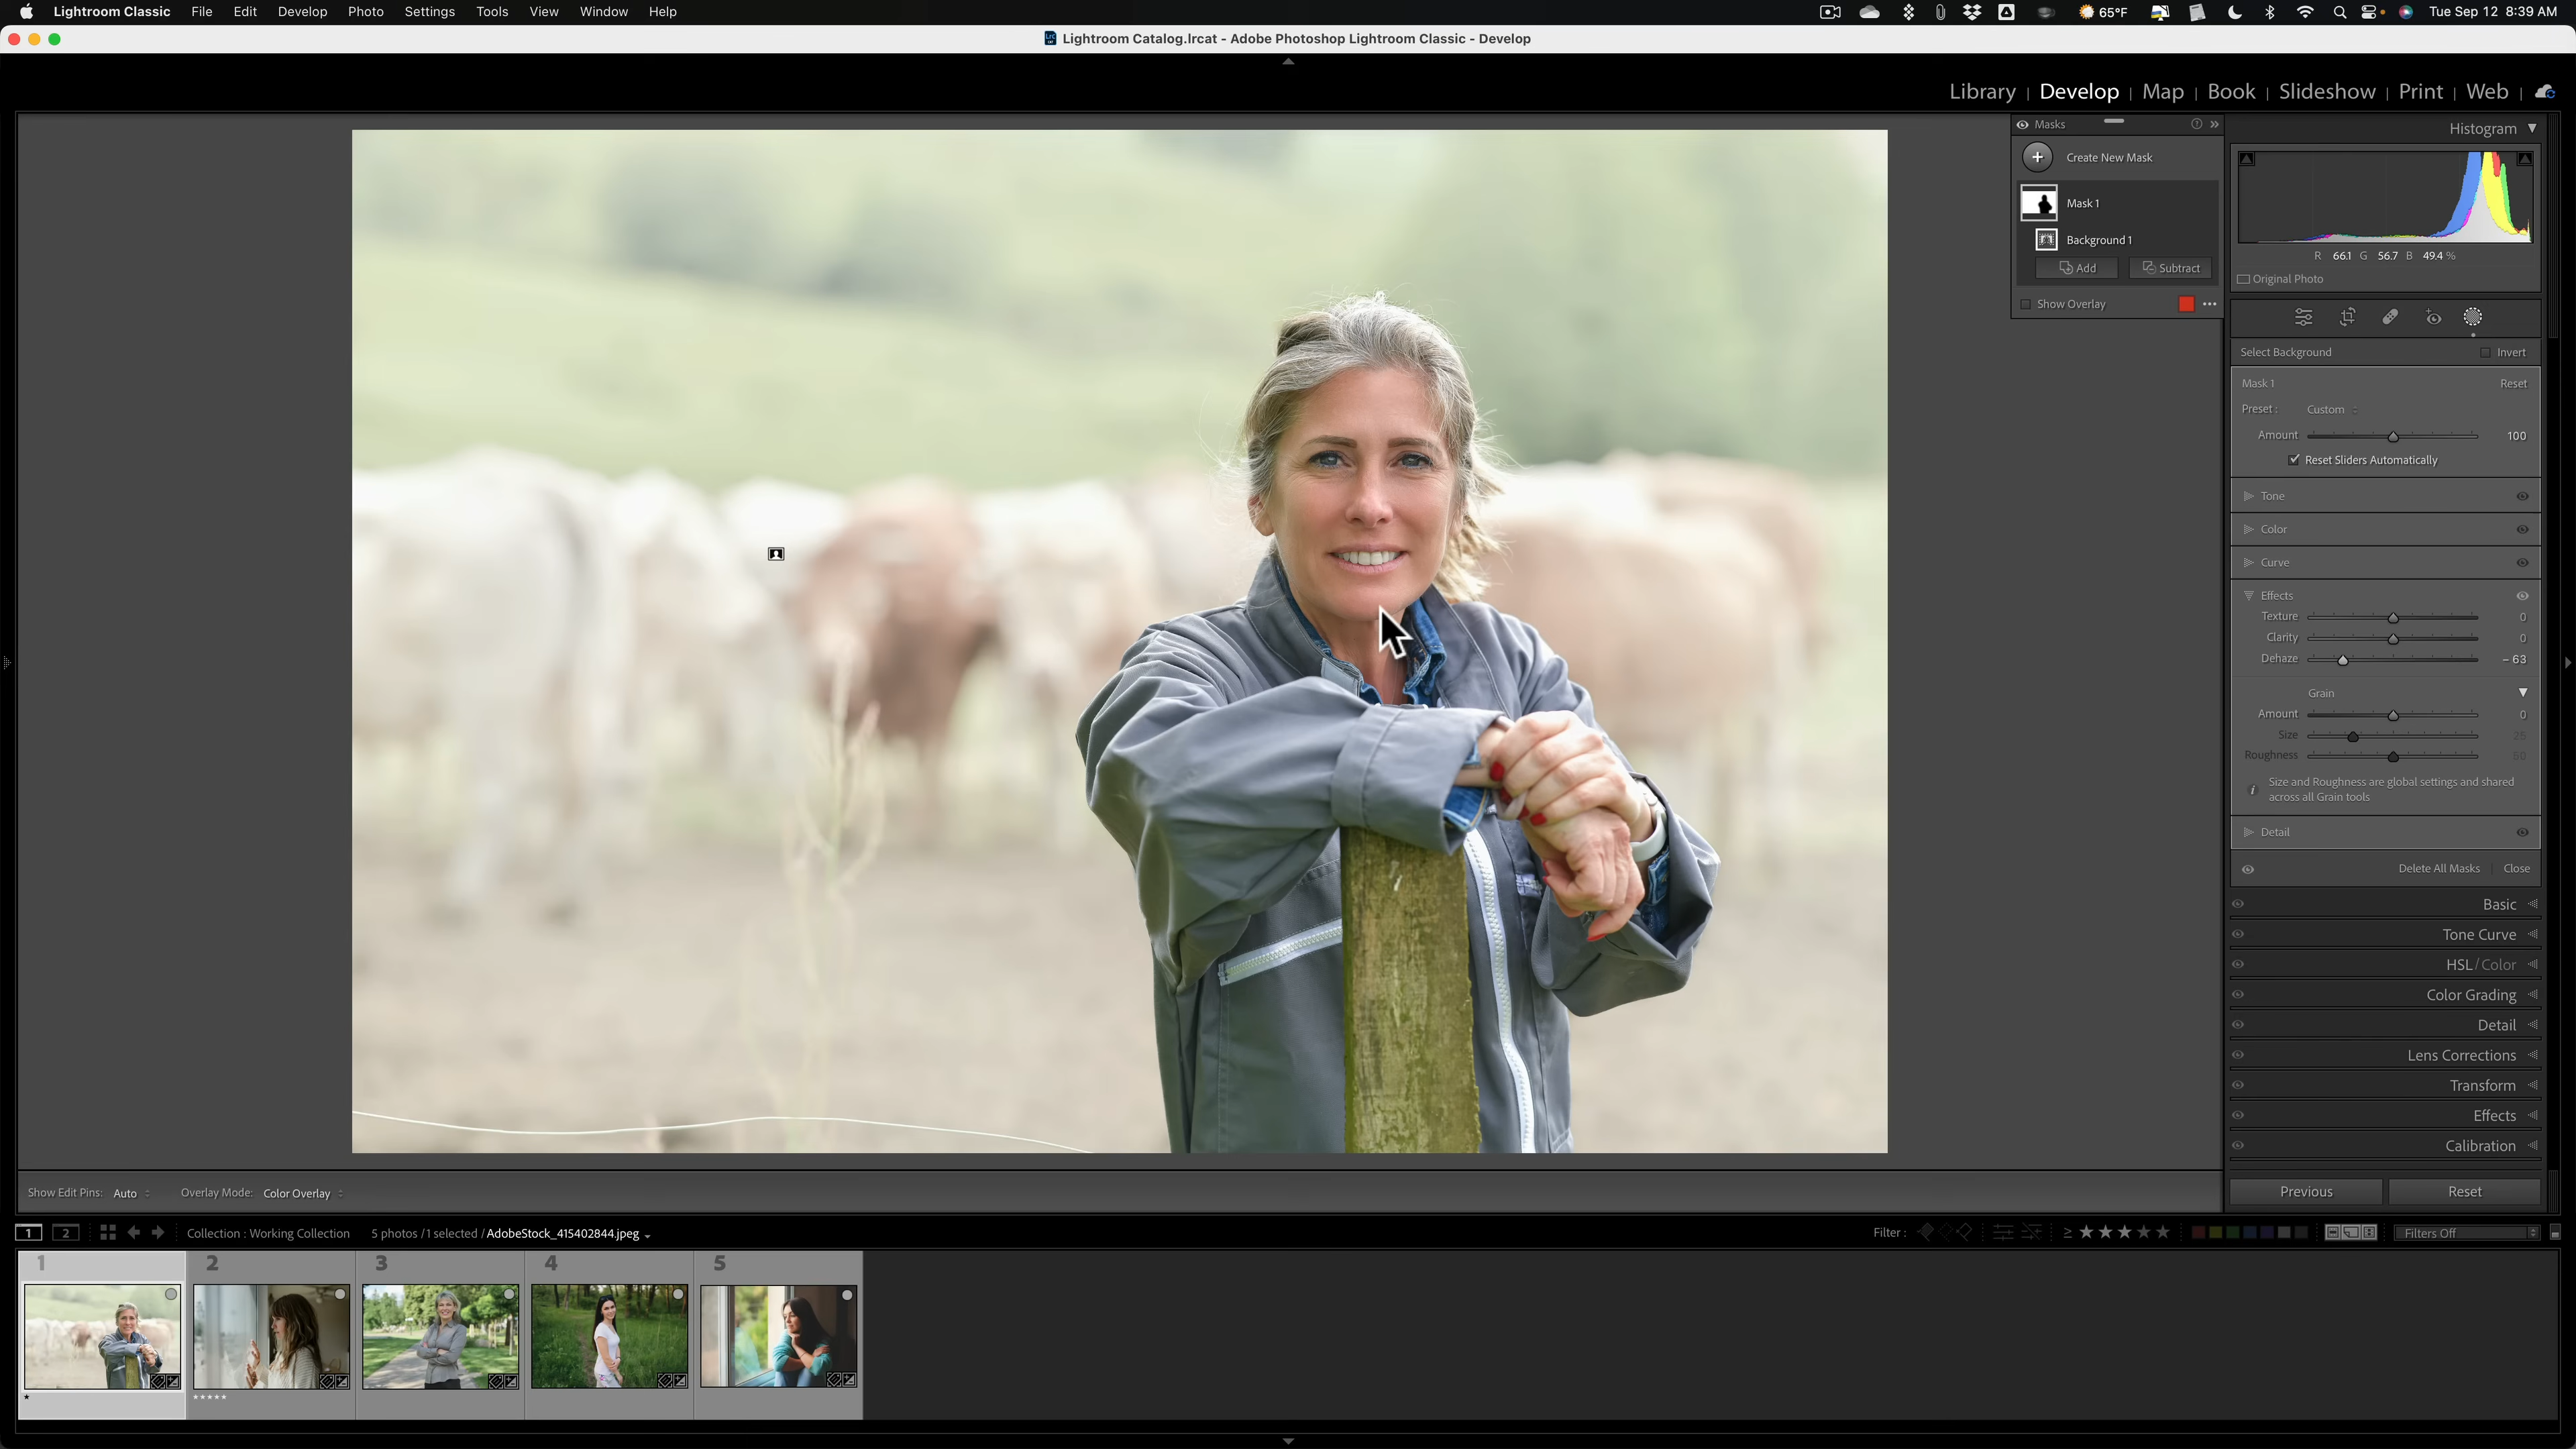 Lightroom Classic File Edit Develop Photo Settings Tools View Window Help 65°F Tue Sep 12 8:39 AM
Lightroom Catalog.lrcat - Adobe Photoshop Lightroom Classic - Develop
Library | Develop | Map | Book | Slideshow | Print | Web |
Masks
Create New Mask
Mask 1
Background 1
Add Subtract
Show Overlay
Histogram
R 66.1 G 56.7 B 49.4 %
Original Photo
Select Background Invert
Mask 1 Reset
Preset : Custom
Amount 100
Reset Sliders Automatically
Tone
Color
Curve
Effects
Texture 0
Clarity 0
Dehaze – 63
Grain
Amount 0
Size 25
Roughness 50
Size and Roughness are global settings and shared
across all Grain tools
Detail
Delete All Masks Close
Basic
Tone Curve
HSL / Color
Color Grading
Detail
Lens Corrections
Transform
Effects
Calibration
Previous Reset
Show Edit Pins: Auto Overlay Mode: Color Overlay
1 2 Collection : Working Collection 5 photos / 1 selected / AdobeStock_415402844.jpeg Filter : ≥ ★★★★★ Filters Off
1 2 3 4 5